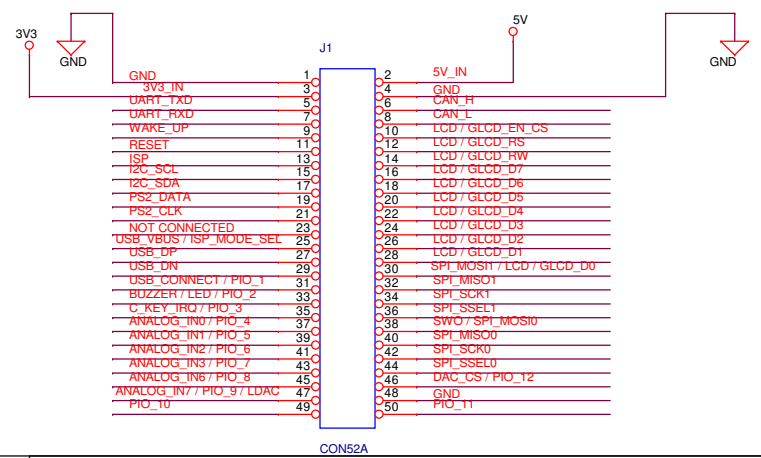 5V
3V3
J1
GND
GND
GND 1 2 5V_IN
3V3_IN 3 4 GND
UART_TXD 5 6 CAN_H
UART_RXD 7 8 CAN_L
WAKE_UP 9 10 LCD / GLCD_EN_CS
RESET 11 12 LCD / GLCD_RS
ISP 13 14 LCD / GLCD_RW
I2C_SCL 15 16 LCD / GLCD_D7
I2C_SDA 17 18 LCD / GLCD_D6
PS2_DATA 19 20 LCD / GLCD_D5
PS2_CLK 21 22 LCD / GLCD_D4
NOT CONNECTED 23 24 LCD / GLCD_D3
USB_VBUS / ISP_MODE_SEL 25 26 LCD / GLCD_D2
USB_DP 27 28 LCD / GLCD_D1
USB_DN 29 30 SPI_MOSI1 / LCD / GLCD_D0
USB_CONNECT / PIO_1 31 32 SPI_MISO1
BUZZER / LED / PIO_2 33 34 SPI_SCK1
C_KEY_IRQ / PIO_3 35 36 SPI_SSEL1
ANALOG_IN0 / PIO_4 37 38 SWO / SPI_MOSI0
ANALOG_IN1 / PIO_5 39 40 SPI_MISO0
ANALOG_IN2 / PIO_6 41 42 SPI_SCK0
ANALOG_IN3 / PIO_7 43 44 SPI_SSEL0
ANALOG_IN6 / PIO_8 45 46 DAC_CS / PIO_12
ANALOG_IN7 / PIO_9 / LDAC 47 48 GND
PIO_10 49 50 PIO_11
CON52A